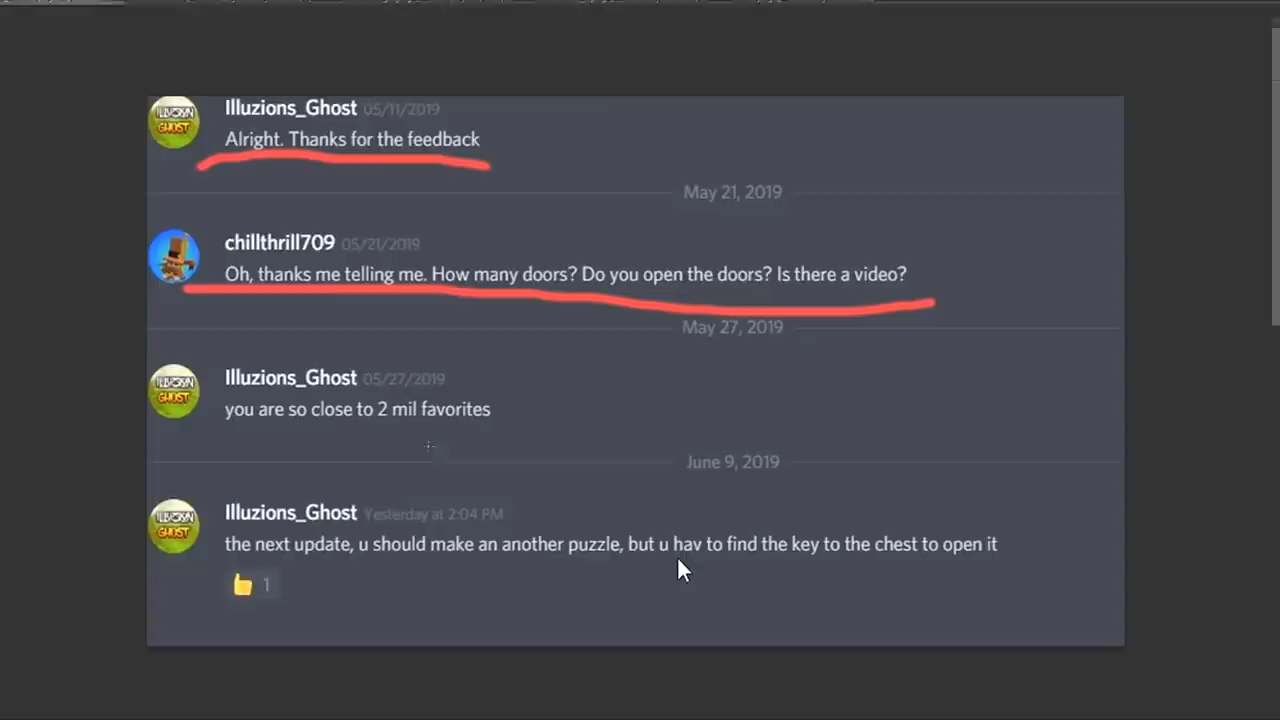 Illuzions_Ghost 05/11/2019
Alright. Thanks for the feedback
May 21, 2019
chillthrill709 05/21/2019
Oh, thanks me telling me. How many doors? Do you open the doors? Is there a video?
May 27, 2019
Illuzions_Ghost 05/27/2019
you are so close to 2 mil favorites
June 9, 2019
Illuzions_Ghost Yesterday at 2:04 PM
the next update, u should make an another puzzle, but u hav to find the key to the chest to open it
1